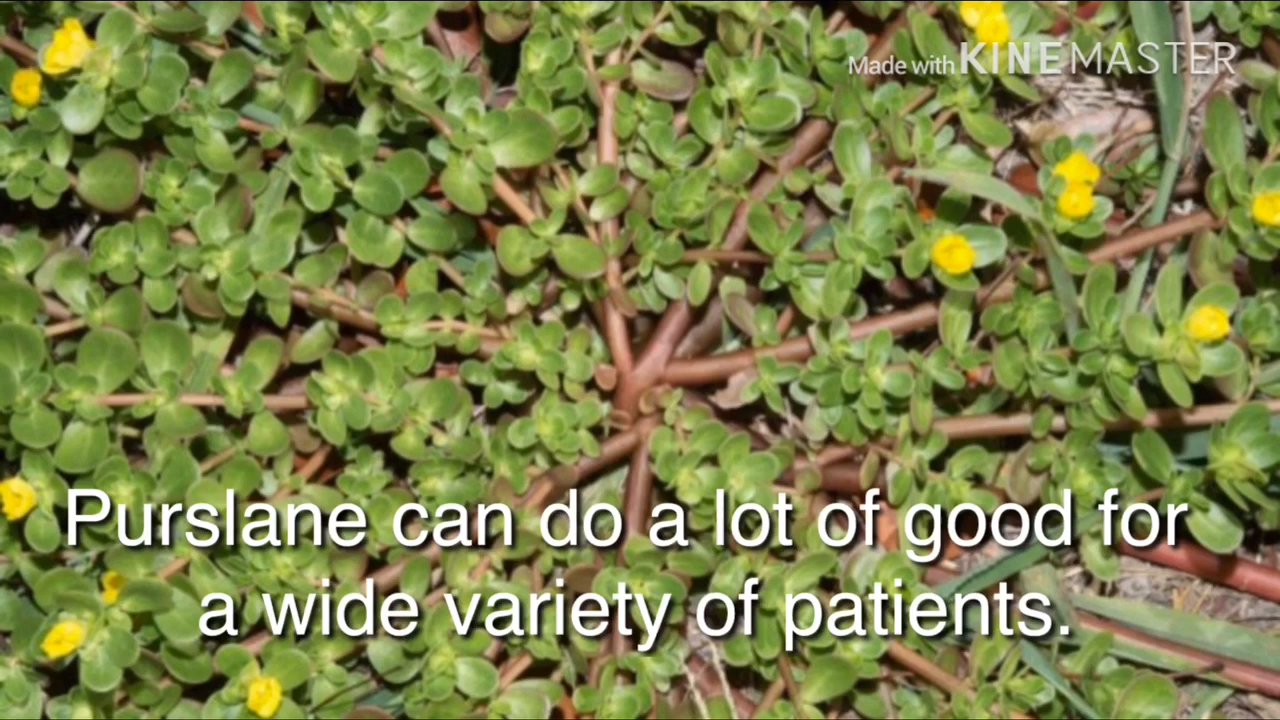 Made with KINEMASTER
Purslane can do a lot of good for
a wide variety of patients.